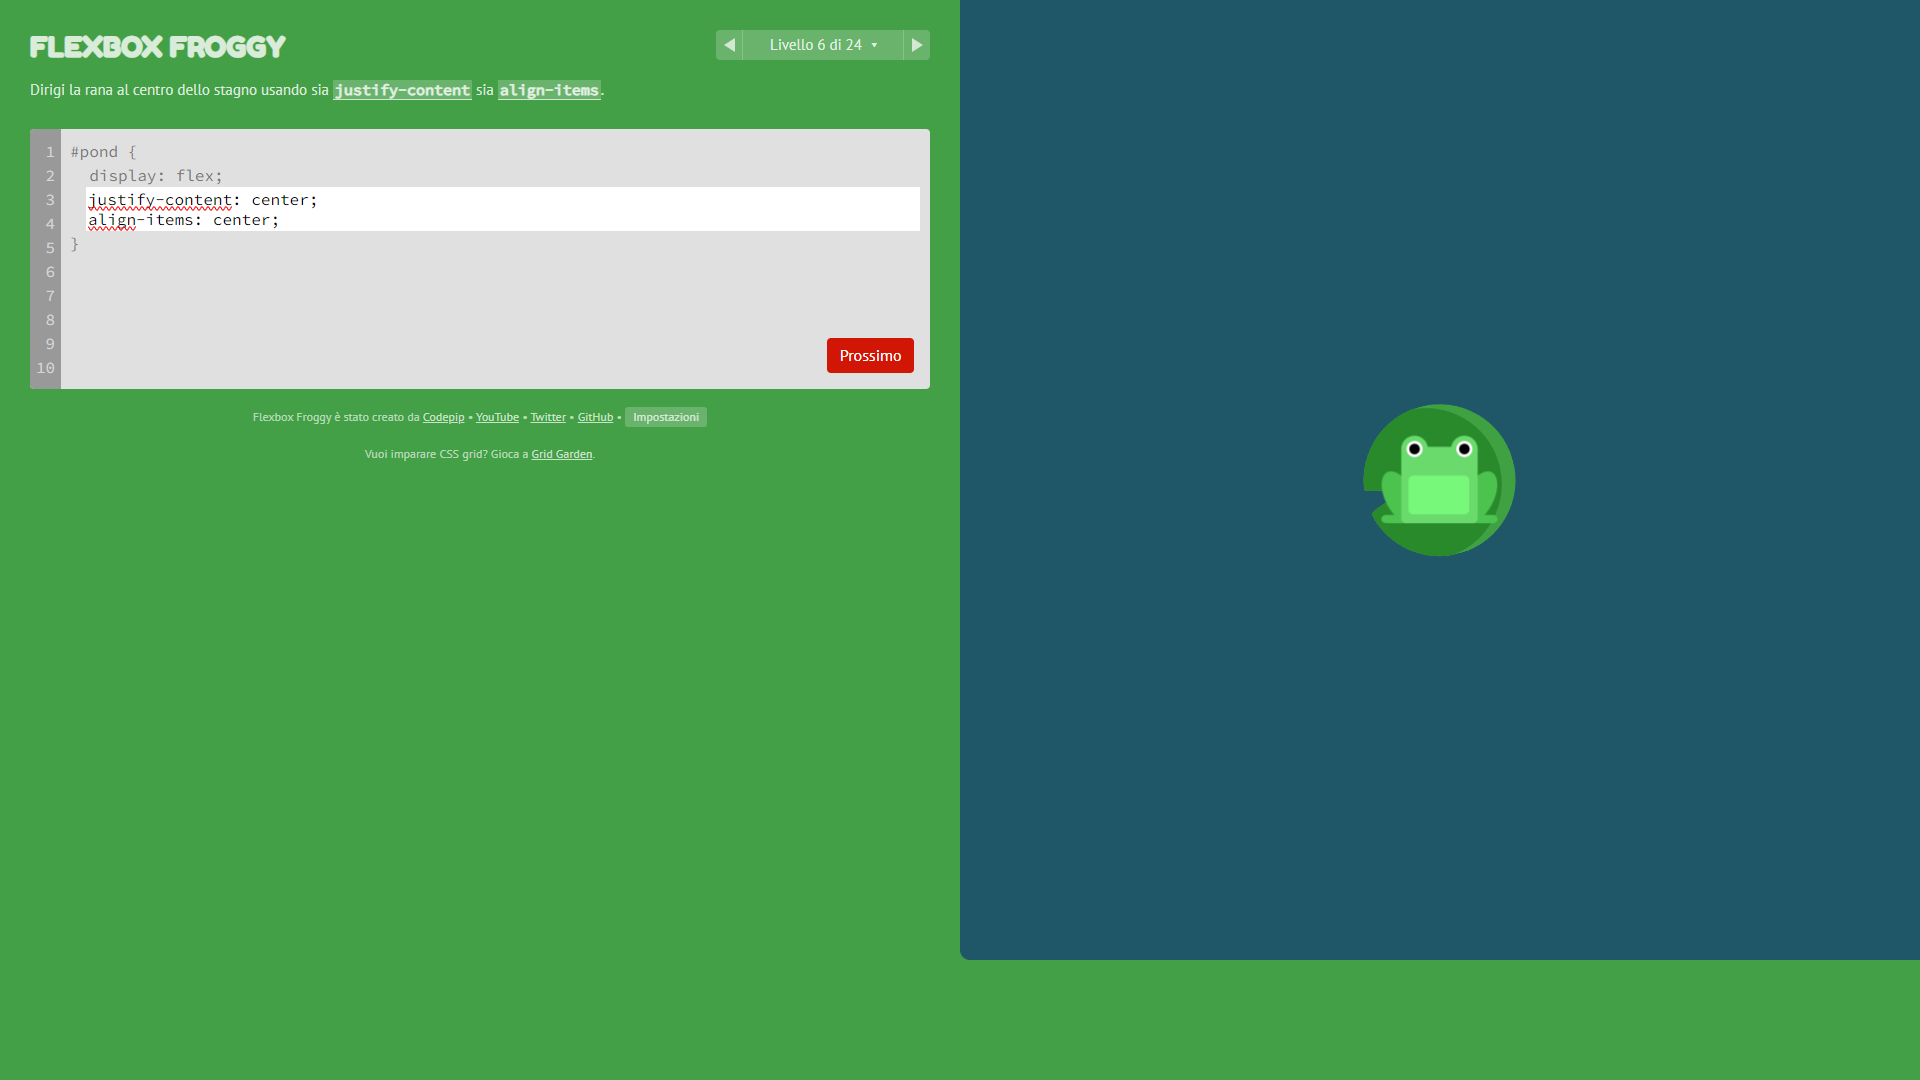 FLEXBOX FROGGY
Livello 6 di 24 ▾
Dirigi la rana al centro dello stagno usando sia justify-content sia align-items.
1 #pond {
2 display: flex;
3 justify-content: center;
4 align-items: center;
5 }
6
7
8
9
10
Prossimo
Flexbox Froggy è stato creato da Codepip • YouTube • Twitter • GitHub • Impostazioni
Vuoi imparare CSS grid? Gioca a Grid Garden.